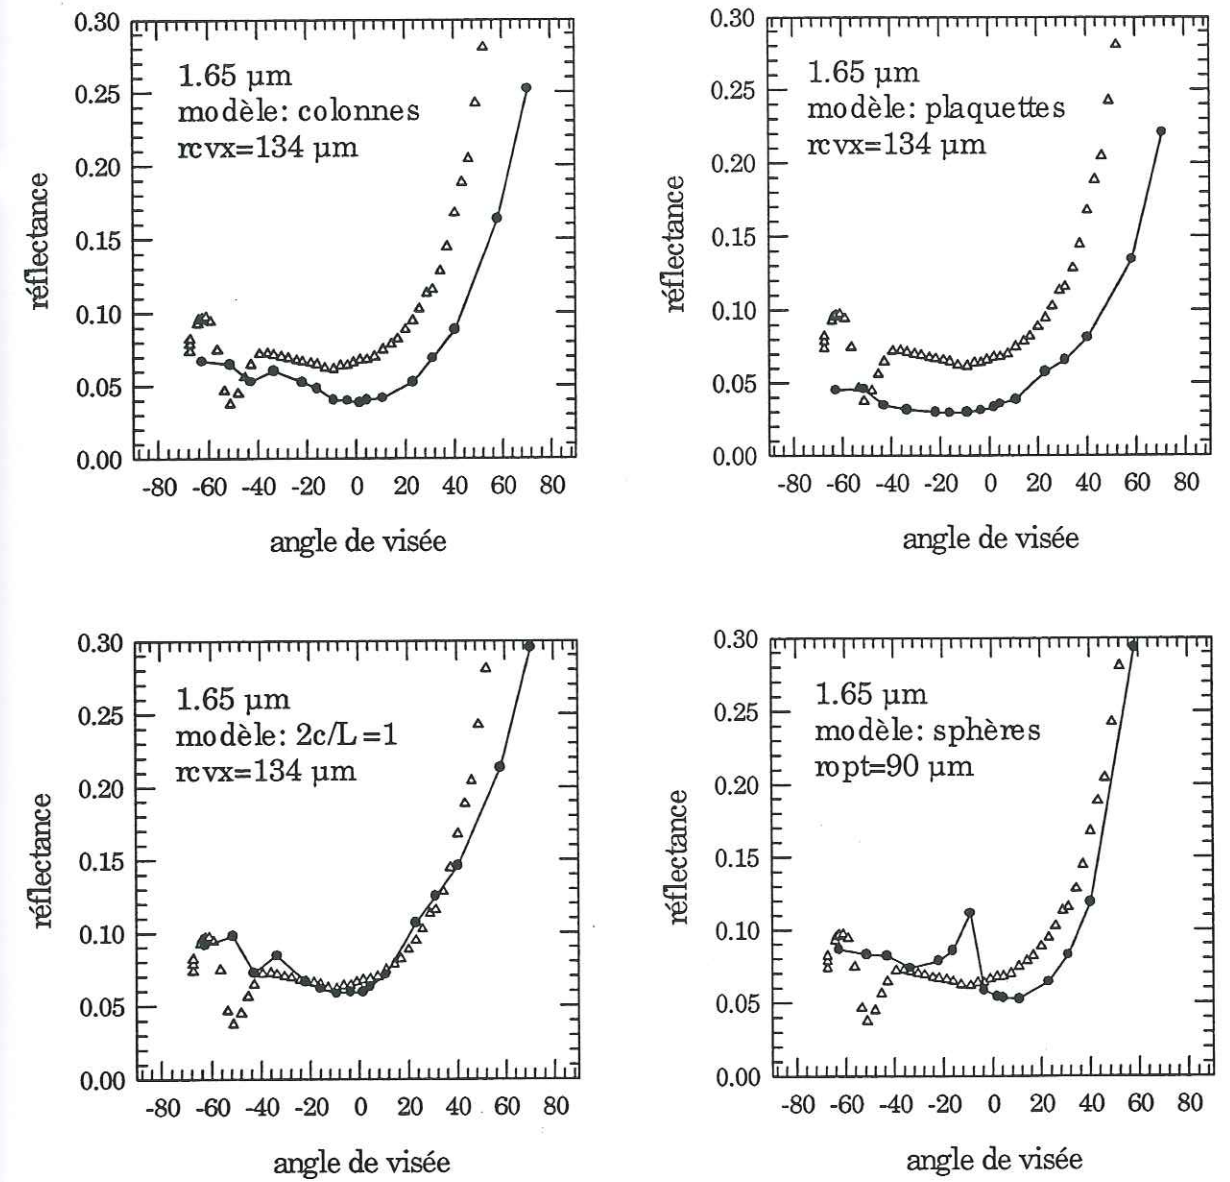 0.30
0.25
0.20
0.15
0.10
0.05
0.00
réflectance
1.65 µm
modèle: colonnes
rcvx=134 µm
-80 -60 -40 -20 0 20 40 60 80
angle de visée
0.30
0.25
0.20
0.15
0.10
0.05
0.00
réflectance
1.65 µm
modèle: plaquettes
rcvx=134 µm
-80 -60 -40 -20 0 20 40 60 80
angle de visée
0.30
0.25
0.20
0.15
0.10
0.05
0.00
réflectance
1.65 µm
modèle: 2c/L=1
rcvx=134 µm
-80 -60 -40 -20 0 20 40 60 80
angle de visée
0.30
0.25
0.20
0.15
0.10
0.05
0.00
réflectance
1.65 µm
modèle: sphères
ropt=90 µm
-80 -60 -40 -20 0 20 40 60 80
angle de visée